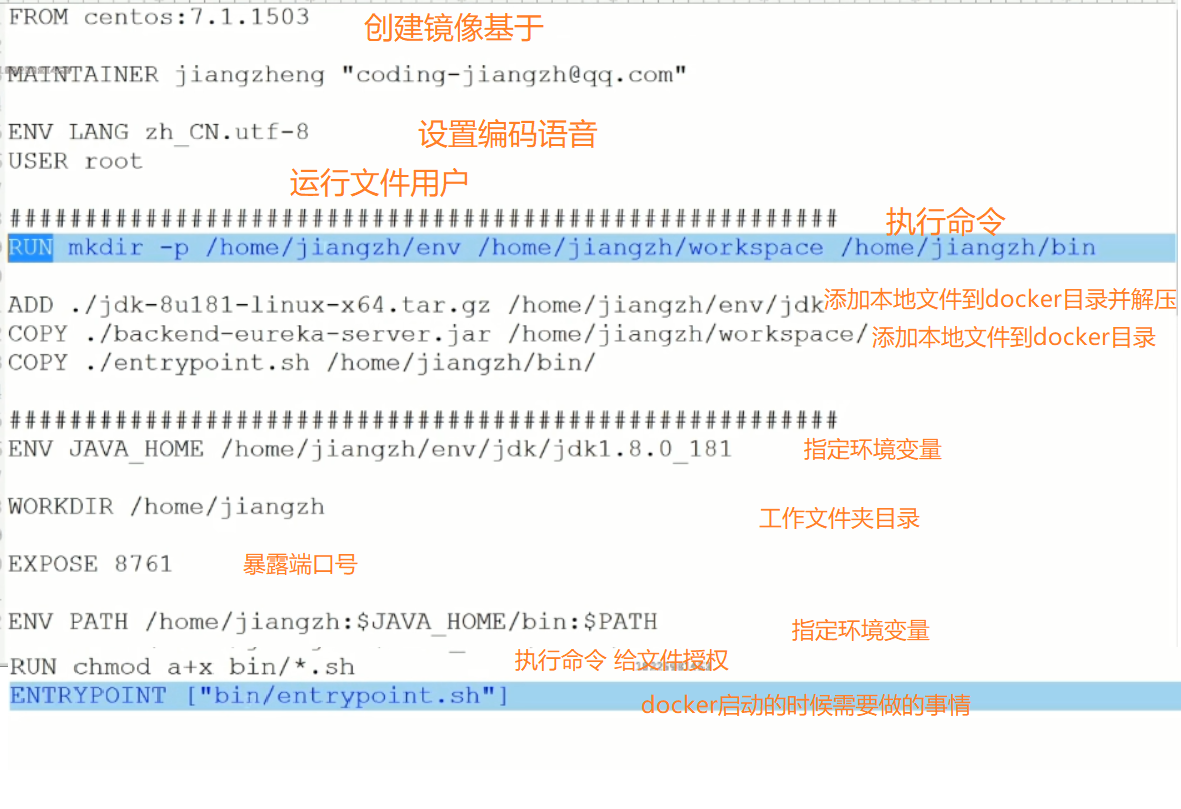 FROM centos:7.1.1503
创建镜像基于
MAINTAINER jiangzheng "coding-jiangzh@qq.com"
ENV LANG zh_CN.utf-8
设置编码语音
USER root
运行文件用户
#######################################################
执行命令
RUN mkdir -p /home/jiangzh/env /home/jiangzh/workspace /home/jiangzh/bin
ADD ./jdk-8u181-linux-x64.tar.gz /home/jiangzh/env/jdk 添加本地文件到docker目录并解压
COPY ./backend-eureka-server.jar /home/jiangzh/workspace/ 添加本地文件到docker目录
COPY ./entrypoint.sh /home/jiangzh/bin/
#######################################################
ENV JAVA_HOME /home/jiangzh/env/jdk/jdk1.8.0_181 指定环境变量
WORKDIR /home/jiangzh
工作文件夹目录
EXPOSE 8761 暴露端口号
ENV PATH /home/jiangzh:$JAVA_HOME/bin:$PATH
指定环境变量
RUN chmod a+x bin/*.sh 执行命令 给文件授权
ENTRYPOINT ["bin/entrypoint.sh"]
docker启动的时候需要做的事情